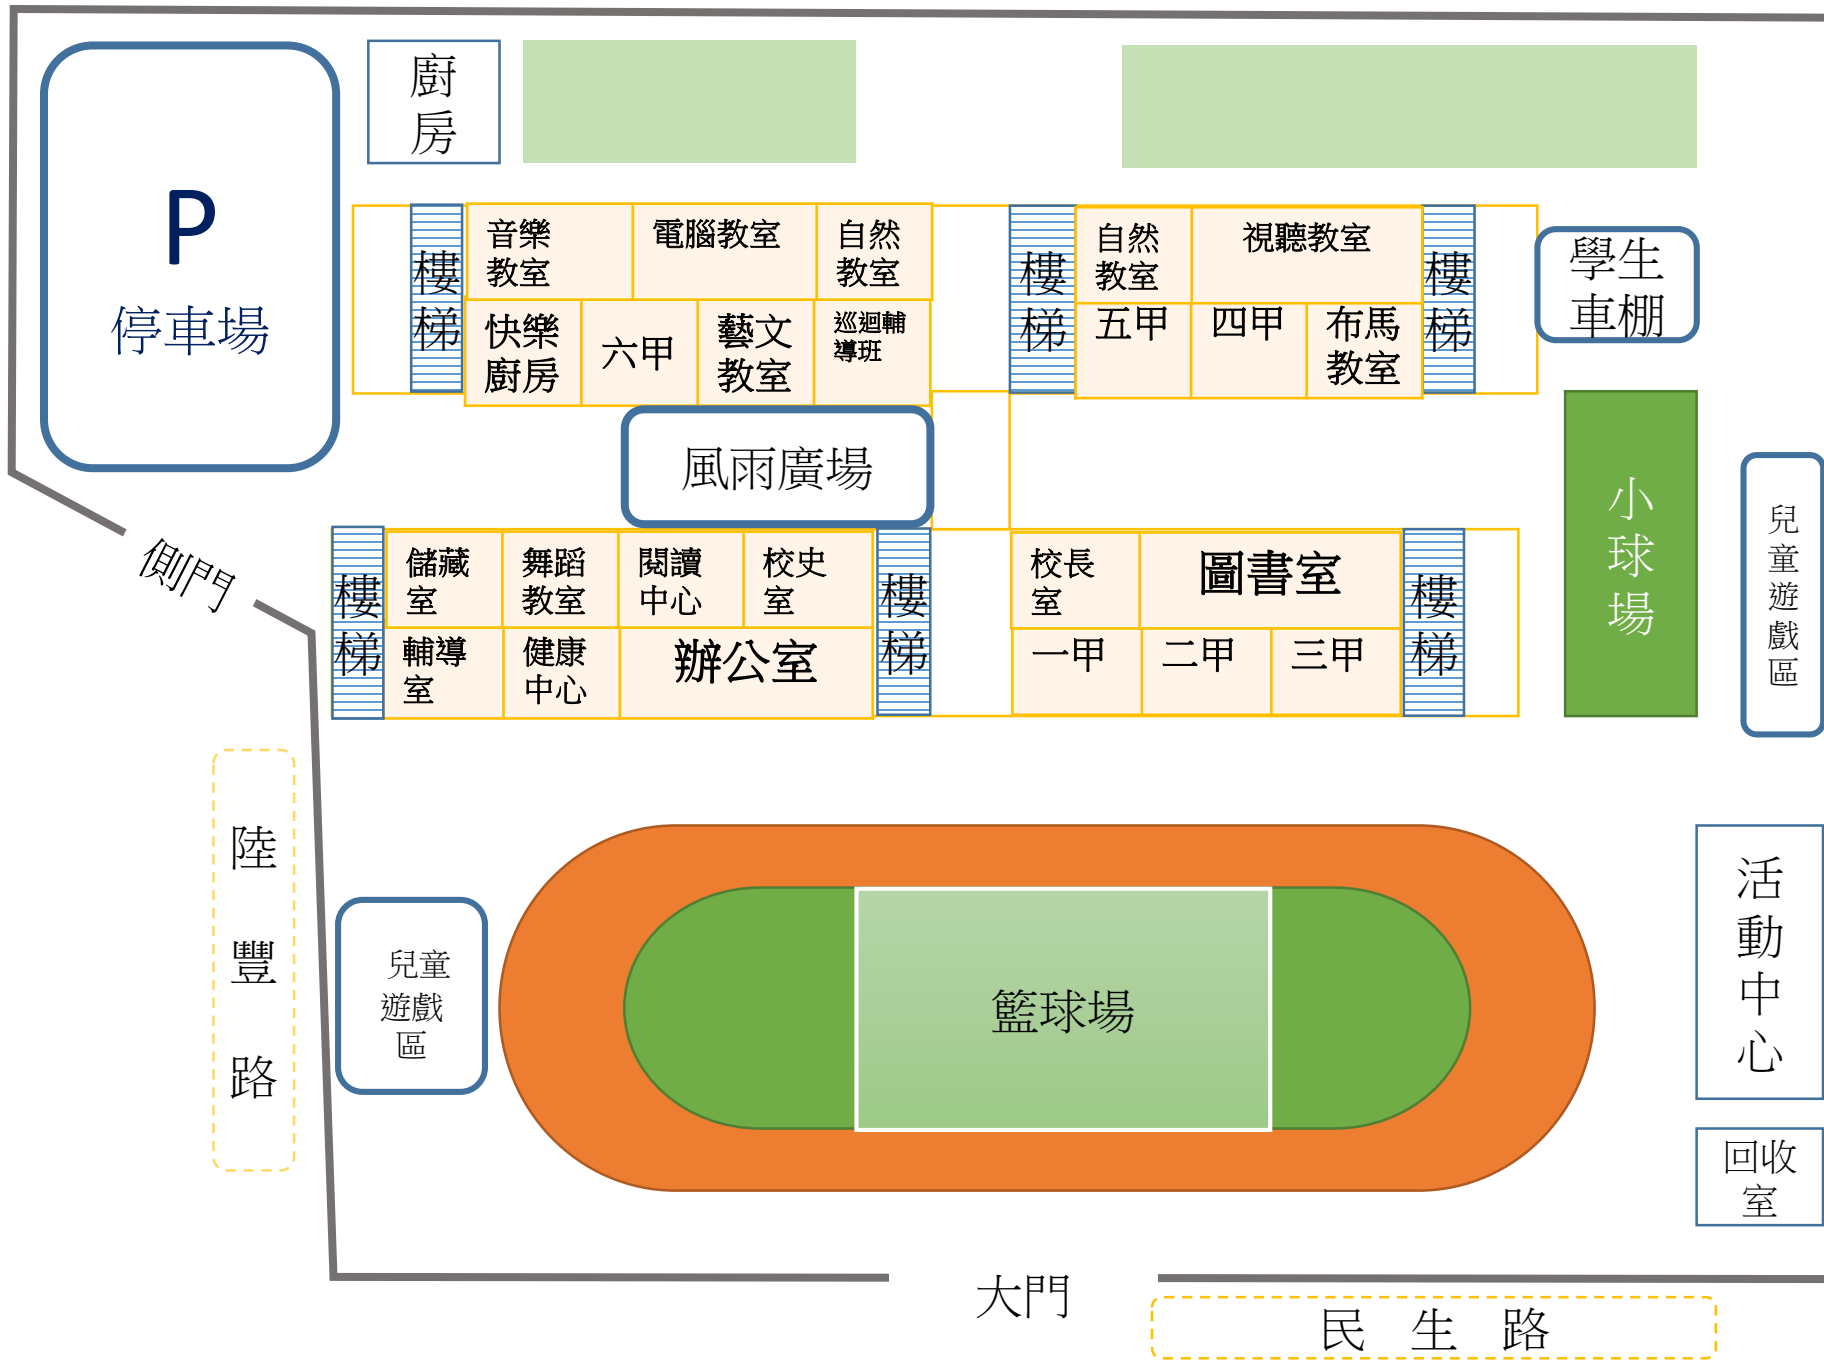 廚
房
P
停車場
樓
梯
音樂
教室
電腦教室
自然
教室
快樂
廚房
六甲
藝文
教室
巡迴輔
導班
樓
梯
自然
教室
視聽教室
五甲
四甲
布馬
教室
樓
梯
學生
車棚
風雨廣場
小
球
場
兒
童
遊
戲
區
側門
樓
梯
儲藏
室
舞蹈
教室
閱讀
中心
校史
室
輔導
室
健康
中心
辦公室
樓
梯
校長
室
圖書室
一甲
二甲
三甲
樓
梯
陸
豐
路
兒童
遊戲
區
籃球場
活
動
中
心
回收
室
大門
民 生 路